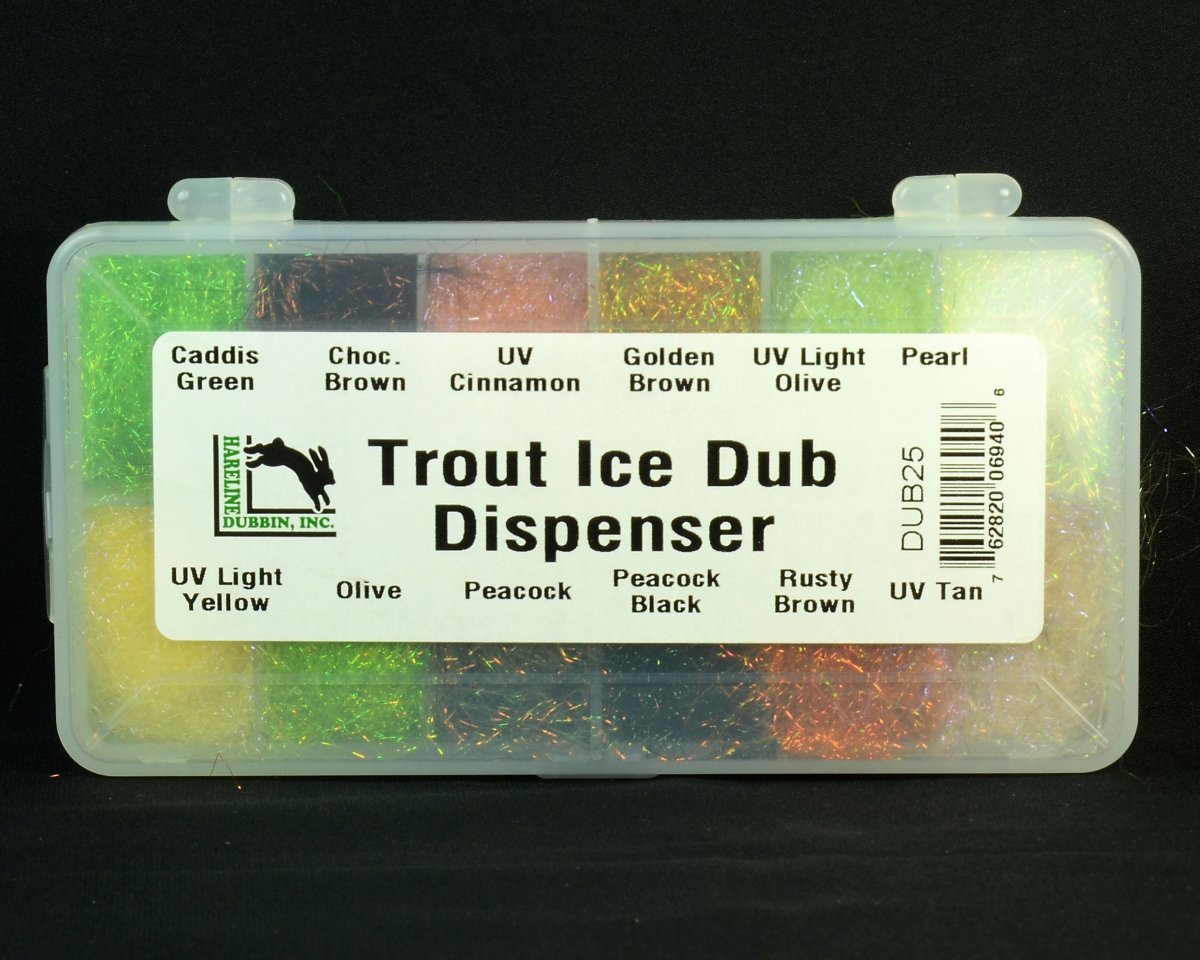 Caddis
Green
Choc.
Brown
UV
Cinnamon
Golden
Brown
UV Light
Olive
Pearl
HARELINE
DUBBIN, INC.
Trout Ice Dub
Dispenser
DUB25
7 62820 06940 6
UV Light
Yellow
Olive
Peacock
Peacock
Black
Rusty
Brown
UV Tan